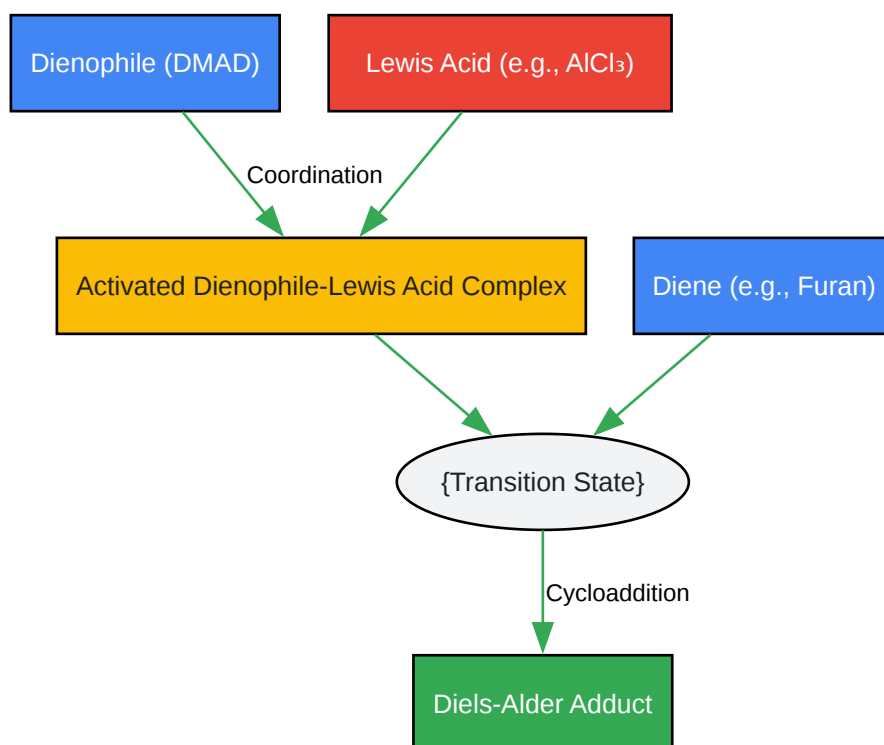 Dienophile (DMAD)
Lewis Acid (e.g., AlCl₃)
Coordination
Activated Dienophile-Lewis Acid Complex
Diene (e.g., Furan)
{Transition State}
Cycloaddition
Diels-Alder Adduct